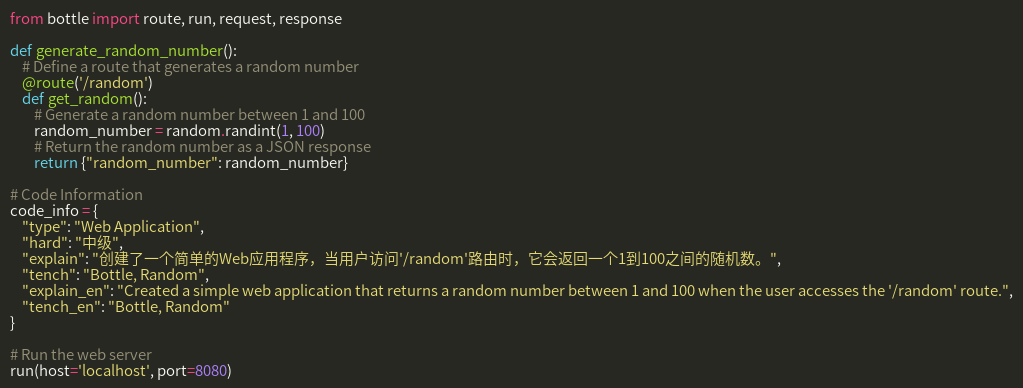 from bottle import route, run, request, response

def generate_random_number():
    # Define a route that generates a random number
    @route('/random')
    def get_random():
        # Generate a random number between 1 and 100
        random_number = random.randint(1, 100)
        # Return the random number as a JSON response
        return {"random_number": random_number}

# Code Information
code_info = {
    "type": "Web Application",
    "hard": "中级",
    "explain": "创建了一个简单的Web应用程序，当用户访问'/random'路由时，它会返回一个1到100之间的随机数。",
    "tench": "Bottle, Random",
    "explain_en": "Created a simple web application that returns a random number between 1 and 100 when the user accesses the '/random' route.",
    "tench_en": "Bottle, Random"
}

# Run the web server
run(host='localhost', port=8080)